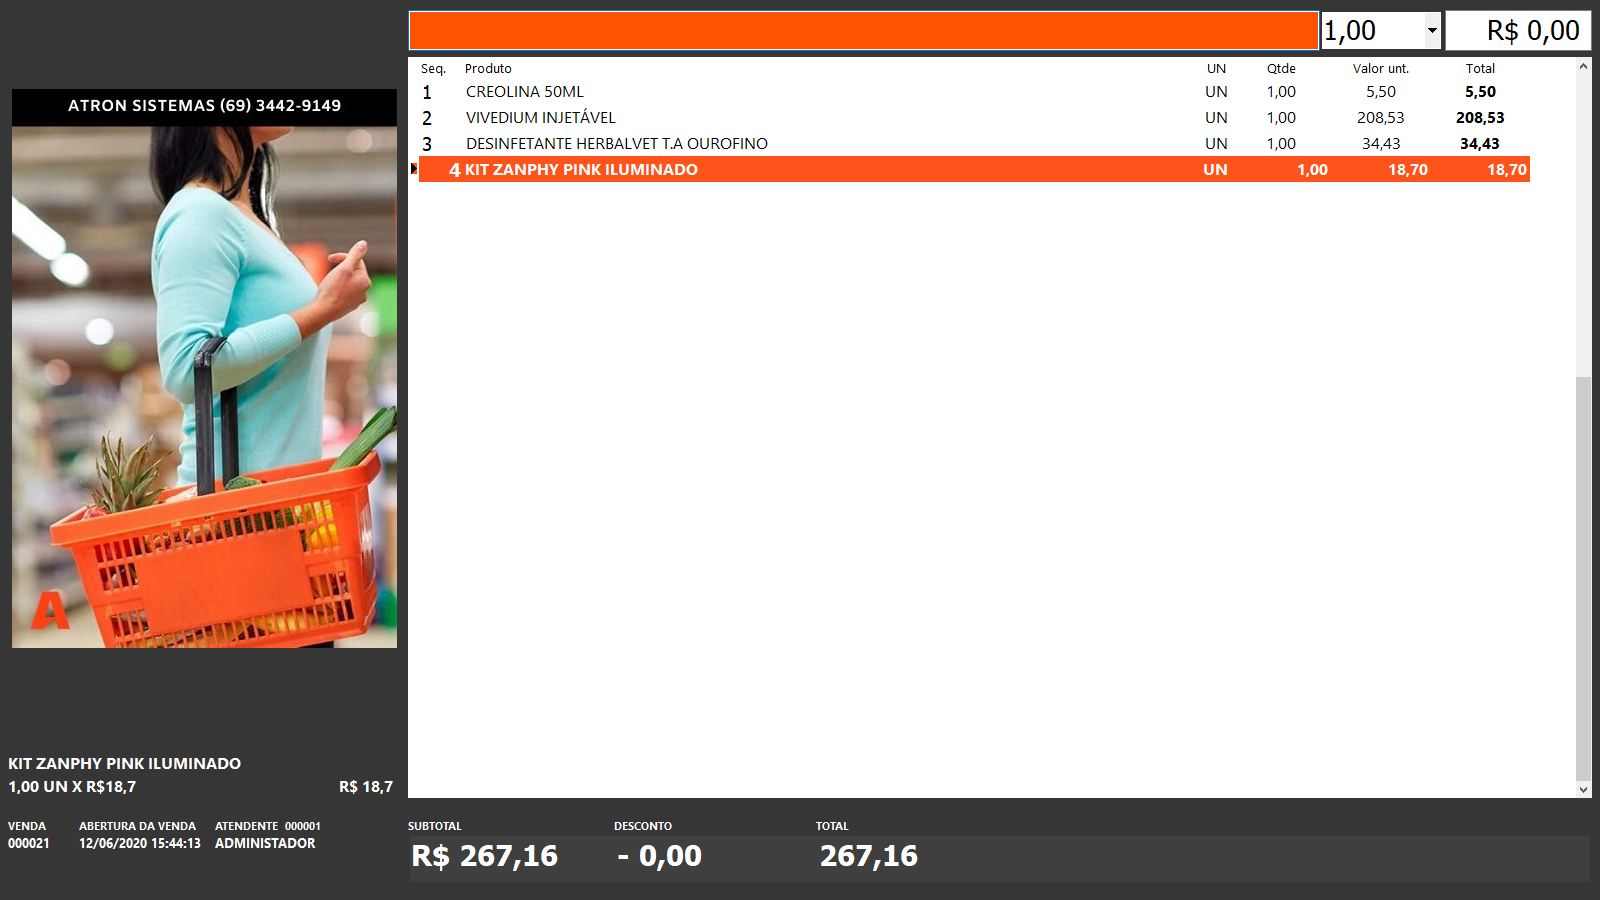 1,00 R$ 0,00
ATRON SISTEMAS (69) 3442-9149
A
Seq. Produto UN Qtde Valor unt. Total
1 CREOLINA 50ML UN 1,00 5,50 5,50
2 VIVEDIUM INJETÁVEL UN 1,00 208,53 208,53
3 DESINFETANTE HERBALVET T.A OUROFINO UN 1,00 34,43 34,43
4 KIT ZANPHY PINK ILUMINADO UN 1,00 18,70 18,70
KIT ZANPHY PINK ILUMINADO
1,00 UN X R$18,7 R$ 18,7
VENDA ABERTURA DA VENDA ATENDENTE 000001
000021 12/06/2020 15:44:13 ADMINISTADOR
SUBTOTAL DESCONTO TOTAL
R$ 267,16 - 0,00 267,16